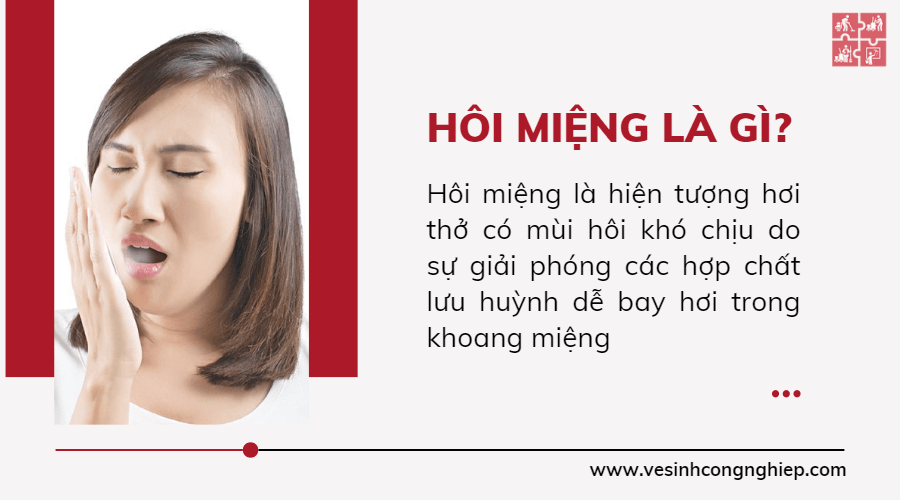 HÔI MIỆNG LÀ GÌ?
Hôi miệng là hiện tượng hơi
thở có mùi hôi khó chịu do
sự giải phóng các hợp chất
lưu huỳnh dễ bay hơi trong
khoang miệng
www.vesinhcongnghiep.com